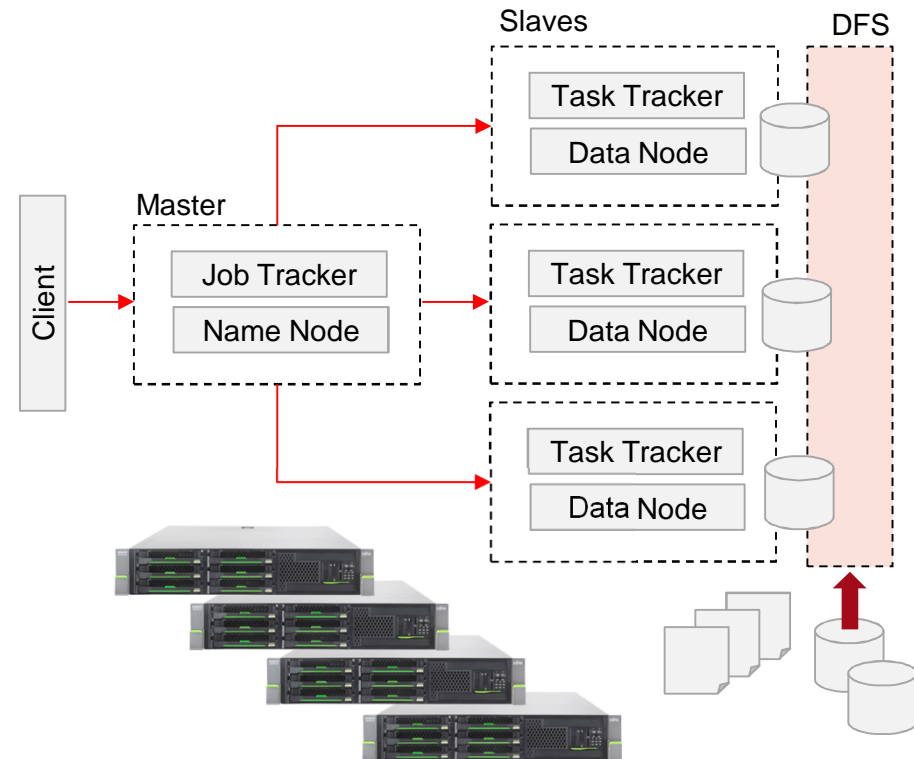 Slaves
DFS
Task Tracker
Data Node
Master
Client
Job Tracker
Name Node
Task Tracker
Data Node
Task Tracker
Data Node